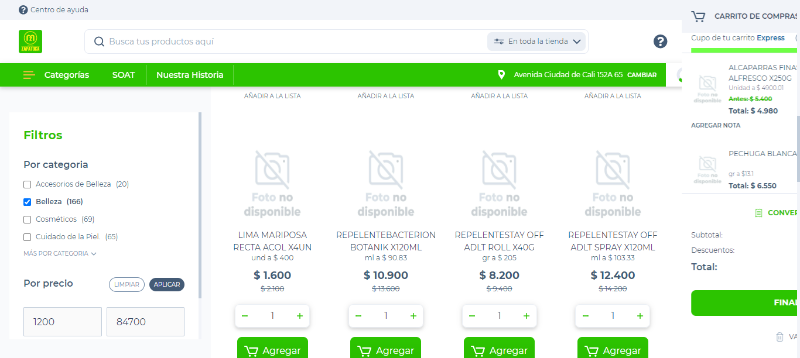 Centro de ayuda
CARRITO DE COMPRAS
Busca tus productos aquí
En toda la tienda
Cupo de tu carrito Express
Categorías
SOAT
Nuestra Historia
Avenida Ciudad de Cali 152A 65 CAMBIAR
AÑADIR A LA LISTA
AÑADIR A LA LISTA
AÑADIR A LA LISTA
AÑADIR A LA LISTA
Filtros
Por categoria
Accesorios de Belleza (20)
Belleza (166)
Cosméticos (69)
Cuidado de la Piel (65)
MÁS POR CATEGORIA
Por precio
LIMPIAR
APLICAR
1200
84700
Foto no
disponible
LIMA MARIPOSA
RECTA ACOL X4UN
und a $ 400
$ 1.600
$ 2.100
1
Agregar
Foto no
disponible
REPELENTEBACTERION
BOTANIK X120ML
ml a $ 90.83
$ 10.900
$ 13.600
1
Agregar
Foto no
disponible
REPELENTESTAY OFF
ADLT ROLL X40G
gr a $ 205
$ 8.200
$ 9.400
1
Agregar
Foto no
disponible
REPELENTESTAY OFF
ADLT SPRAY X120ML
ml a $ 103.33
$ 12.400
$ 14.200
1
Agregar
Foto no
disponible
ALCAPARRAS FINAS
ALFRESCO X250G
Unidad a $ 4900.01
Antes: $ 5.400
Total: $ 4.980
AGREGAR NOTA
Foto no
disponible
PECHUGA BLANCA
gr a $13.1
Total: $ 6.550
CONVER
Subtotal:
Descuentos:
Total:
FINAL
VA